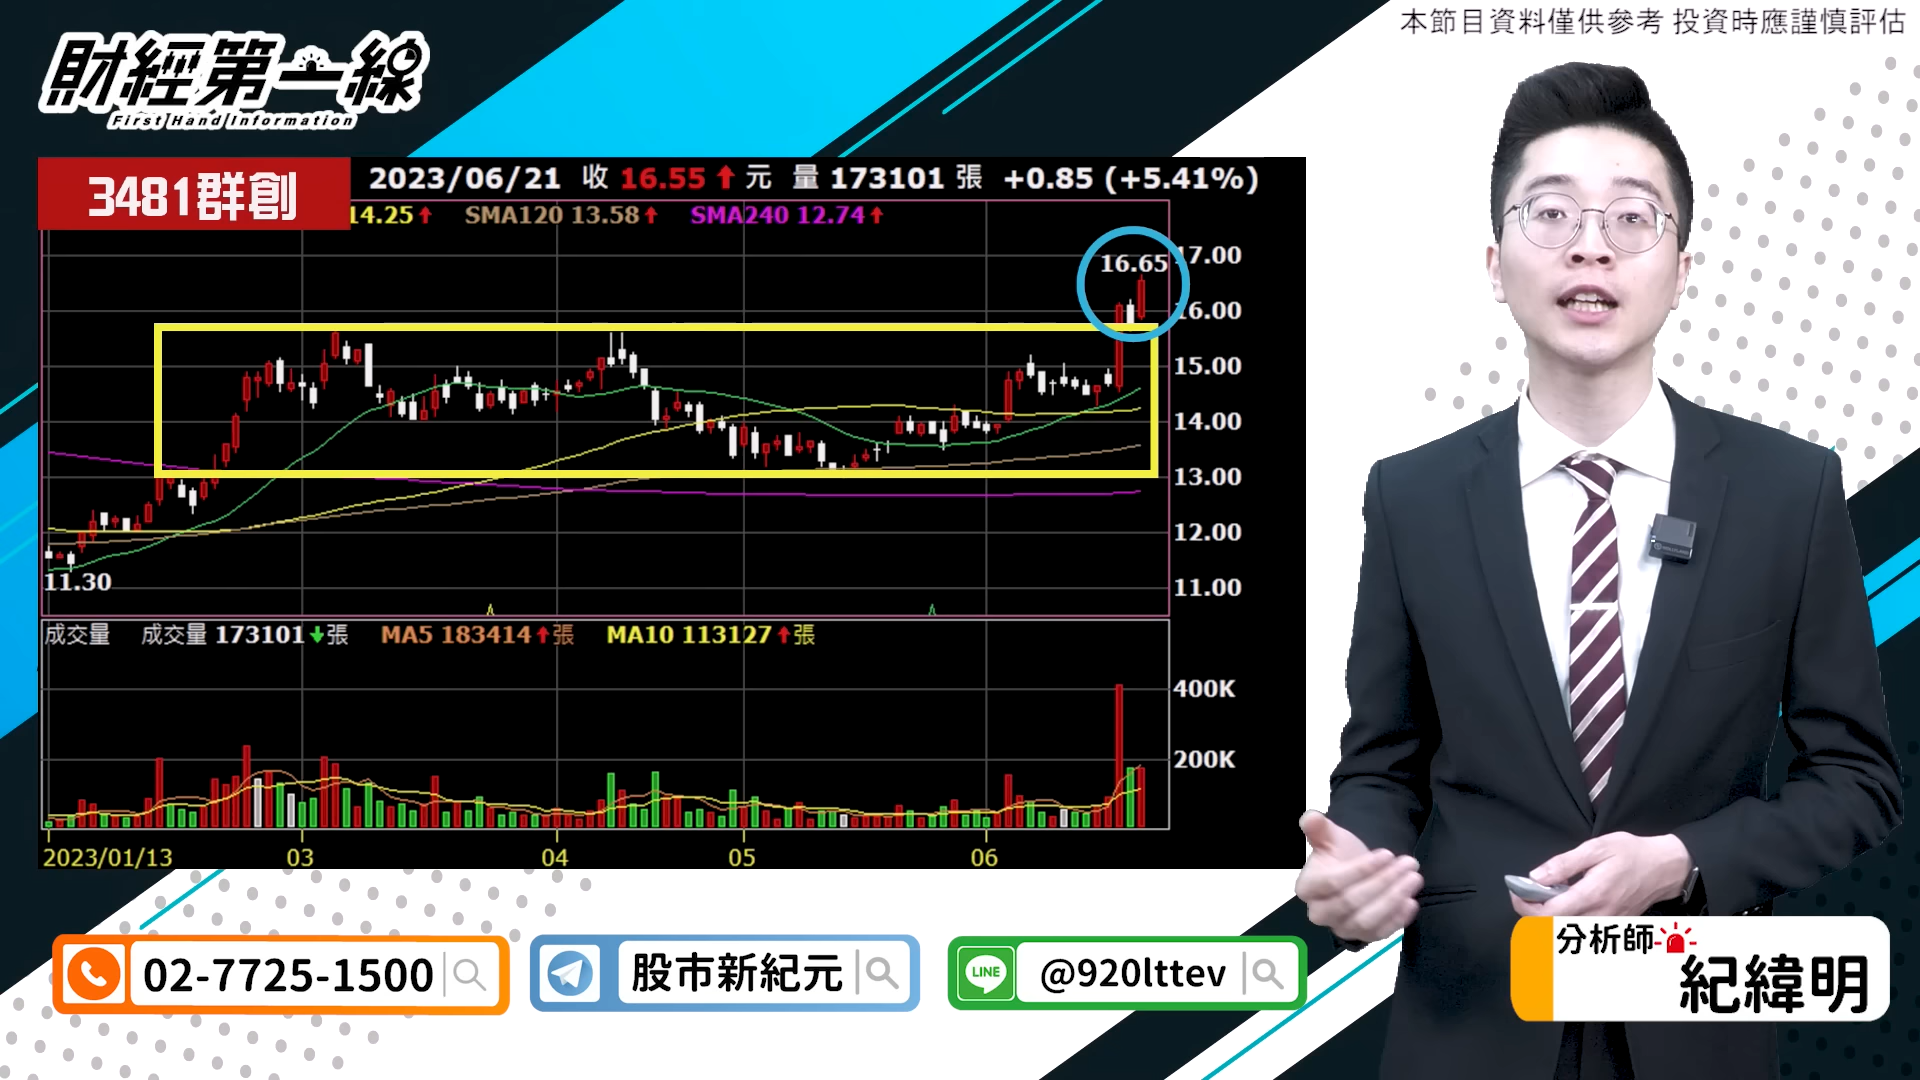 本節目資料僅供參考 投資時應謹慎評估
財經第一線
First Hand Information
3481群創
2023/06/21 收 16.55 ↑ 元 量 173101 張 +0.85 (+5.41%)
14.25↑ SMA120 13.58↑ SMA240 12.74↑
16.65
17.00
16.00
15.00
14.00
13.00
12.00
11.00
11.30
成交量 成交量 173101↓張 MA5 183414↑張 MA10 113127↑張
400K
200K
2023/01/13 03 04 05 06
02-7725-1500
股市新紀元
LINE @920lttev
分析師
紀緯明